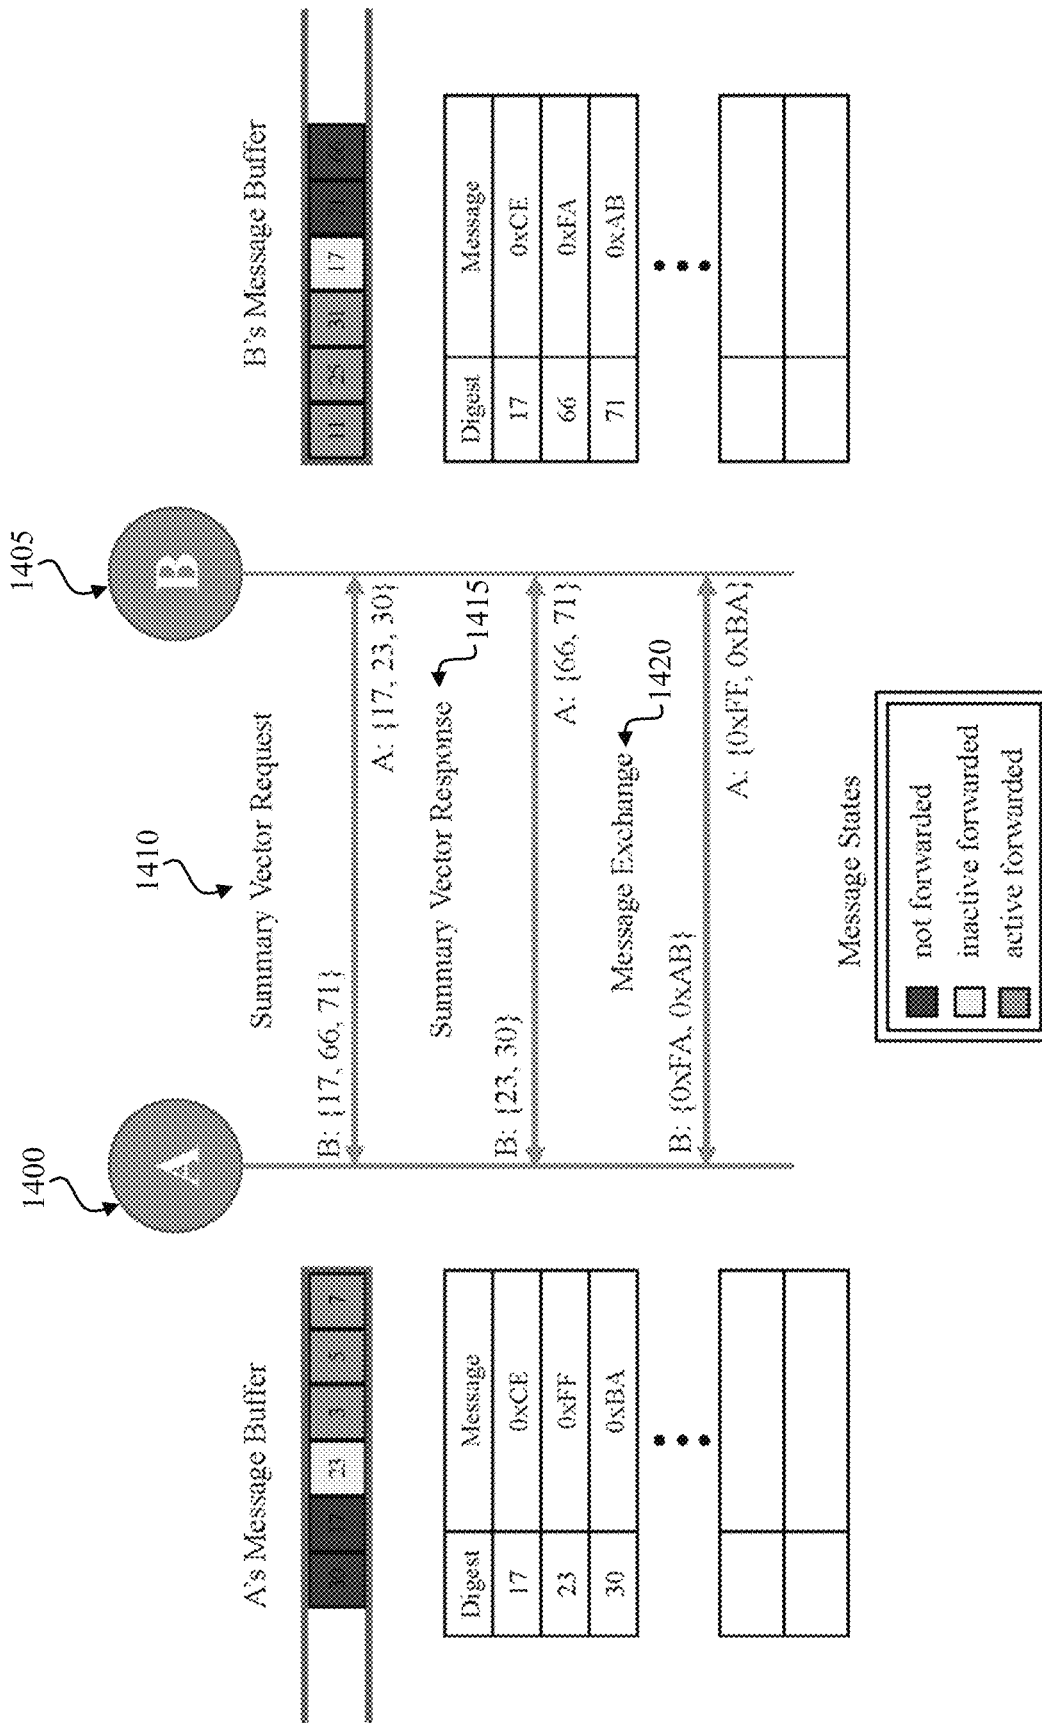 1400
1410
1405
A
B
A's Message Buffer
B's Message Buffer
23
17
Digest Message
17 0xCE
23 0xFF
30 0xBA
Summary Vector Request
B: {17, 66, 71}
A: {17, 23, 30}
Summary Vector Response
1415
B: {23, 30}
A: {66, 71}
Message Exchange
1420
B: {0xFA, 0xAB}
A: {0xFF, 0xBA}
Digest Message
17 0xCE
66 0xFA
71 0xAB
Message States
not forwarded
inactive forwarded
active forwarded